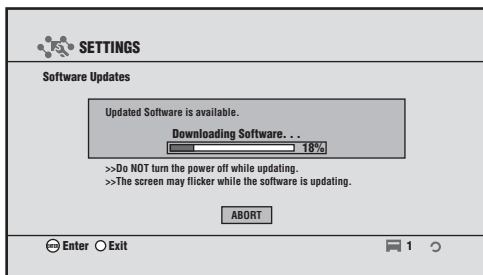 SETTINGS
Software Updates
Updated Software is available.
Downloading Software. . .
18%
>>Do NOT turn the power off while updating.
>>The screen may flicker while the software is updating.
ABORT
Enter Exit 1